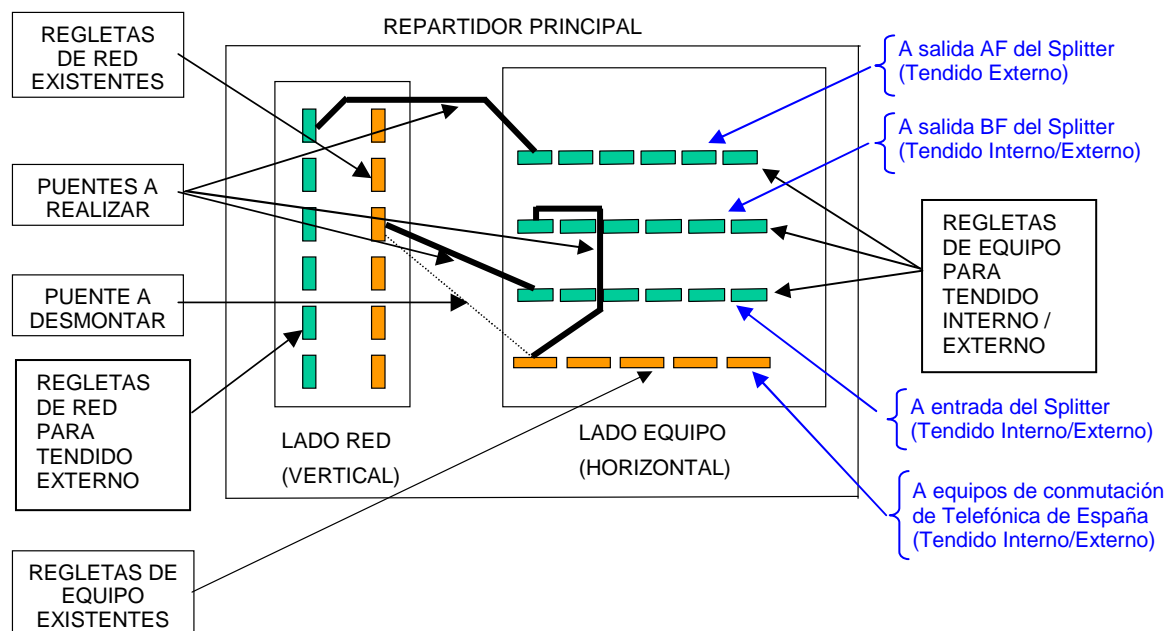 REPARTIDOR PRINCIPAL
REGLETAS
DE RED
EXISTENTES
PUENTES A
REALIZAR
PUENTE A
DESMONTAR
REGLETAS
DE RED
PARA
TENDIDO
EXTERNO
REGLETAS DE
EQUIPO
EXISTENTES
LADO RED
(VERTICAL)
LADO EQUIPO
(HORIZONTAL)
A salida AF del Splitter
(Tendido Externo)
A salida BF del Splitter
(Tendido Interno/Externo)
REGLETAS
DE EQUIPO
PARA
TENDIDO
INTERNO /
EXTERNO
A entrada del Splitter
(Tendido Interno/Externo)
A equipos de conmutación
de Telefónica de España
(Tendido Interno/Externo)